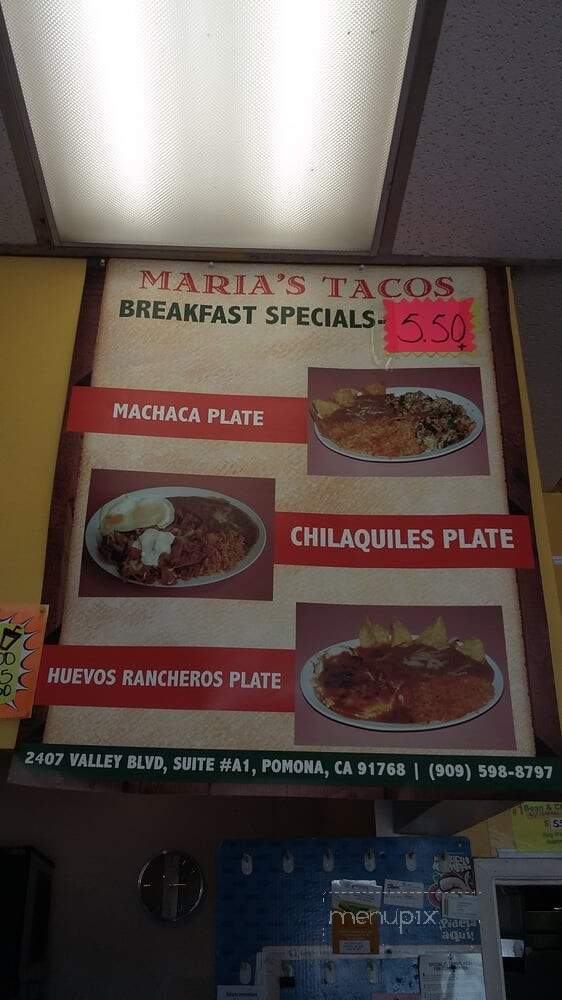 MARIA'S TACOS
BREAKFAST SPECIALS-
5.50
MACHACA PLATE
CHILAQUILES PLATE
HUEVOS RANCHEROS PLATE
2407 VALLEY BLVD, SUITE #A1, POMONA, CA 91768 | (909) 598-8797
menupix
aquí!